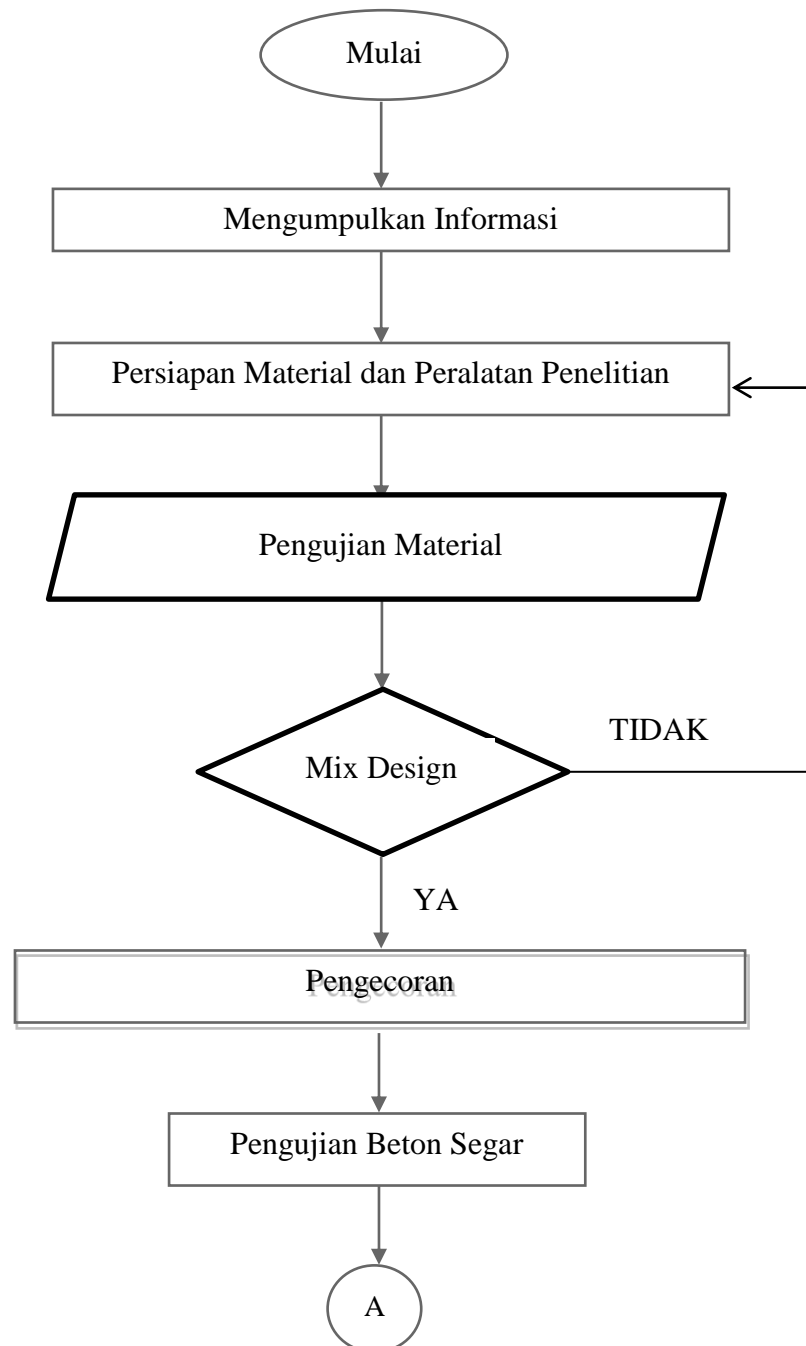 Mulai
Mengumpulkan Informasi
Persiapan Material dan Peralatan Penelitian
Pengujian Material
TIDAK
Mix Design
YA
Pengecoran
Pengujian Beton Segar
A